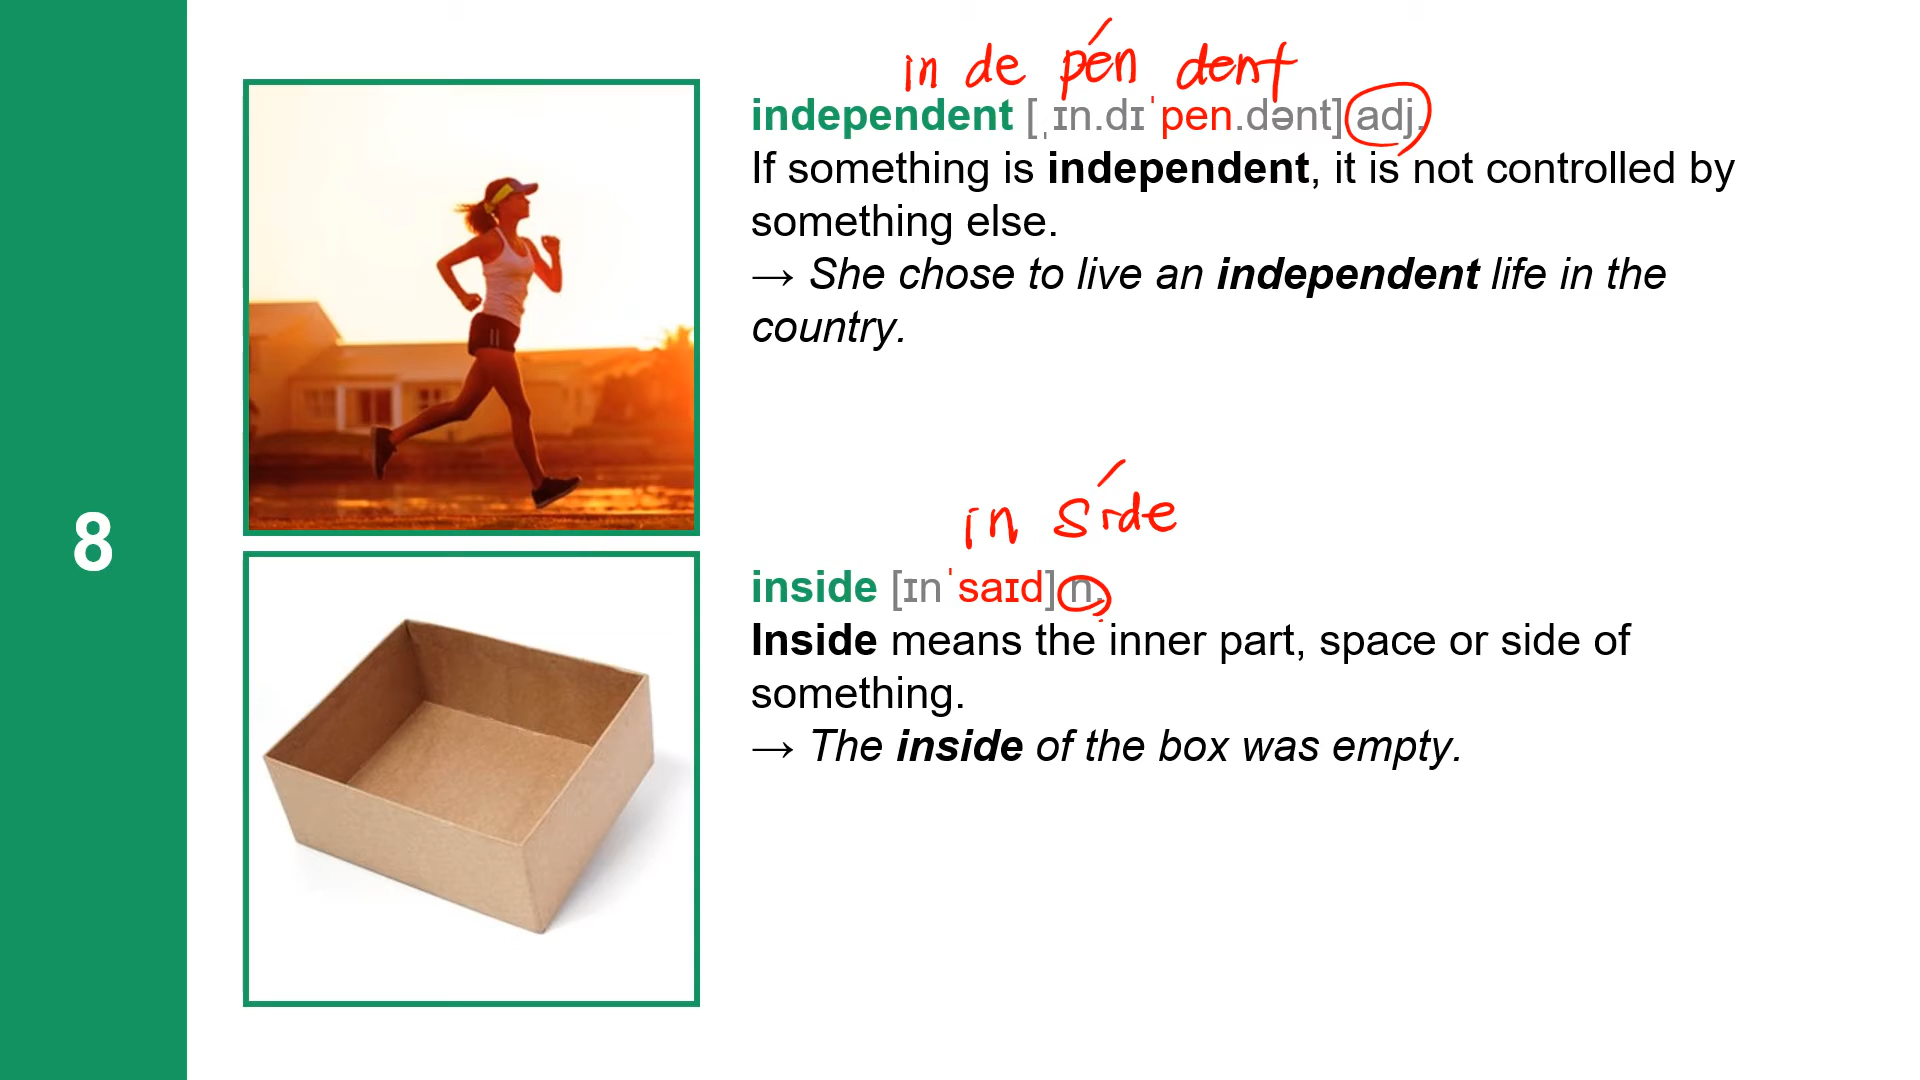 8
in de pén dent
independent [ˌɪn.dɪˈpen.dənt] adj.
If something is independent, it is not controlled by
something else.
→ She chose to live an independent life in the
country.
in síde
inside [ɪnˈsaɪd] n.
Inside means the inner part, space or side of
something.
→ The inside of the box was empty.